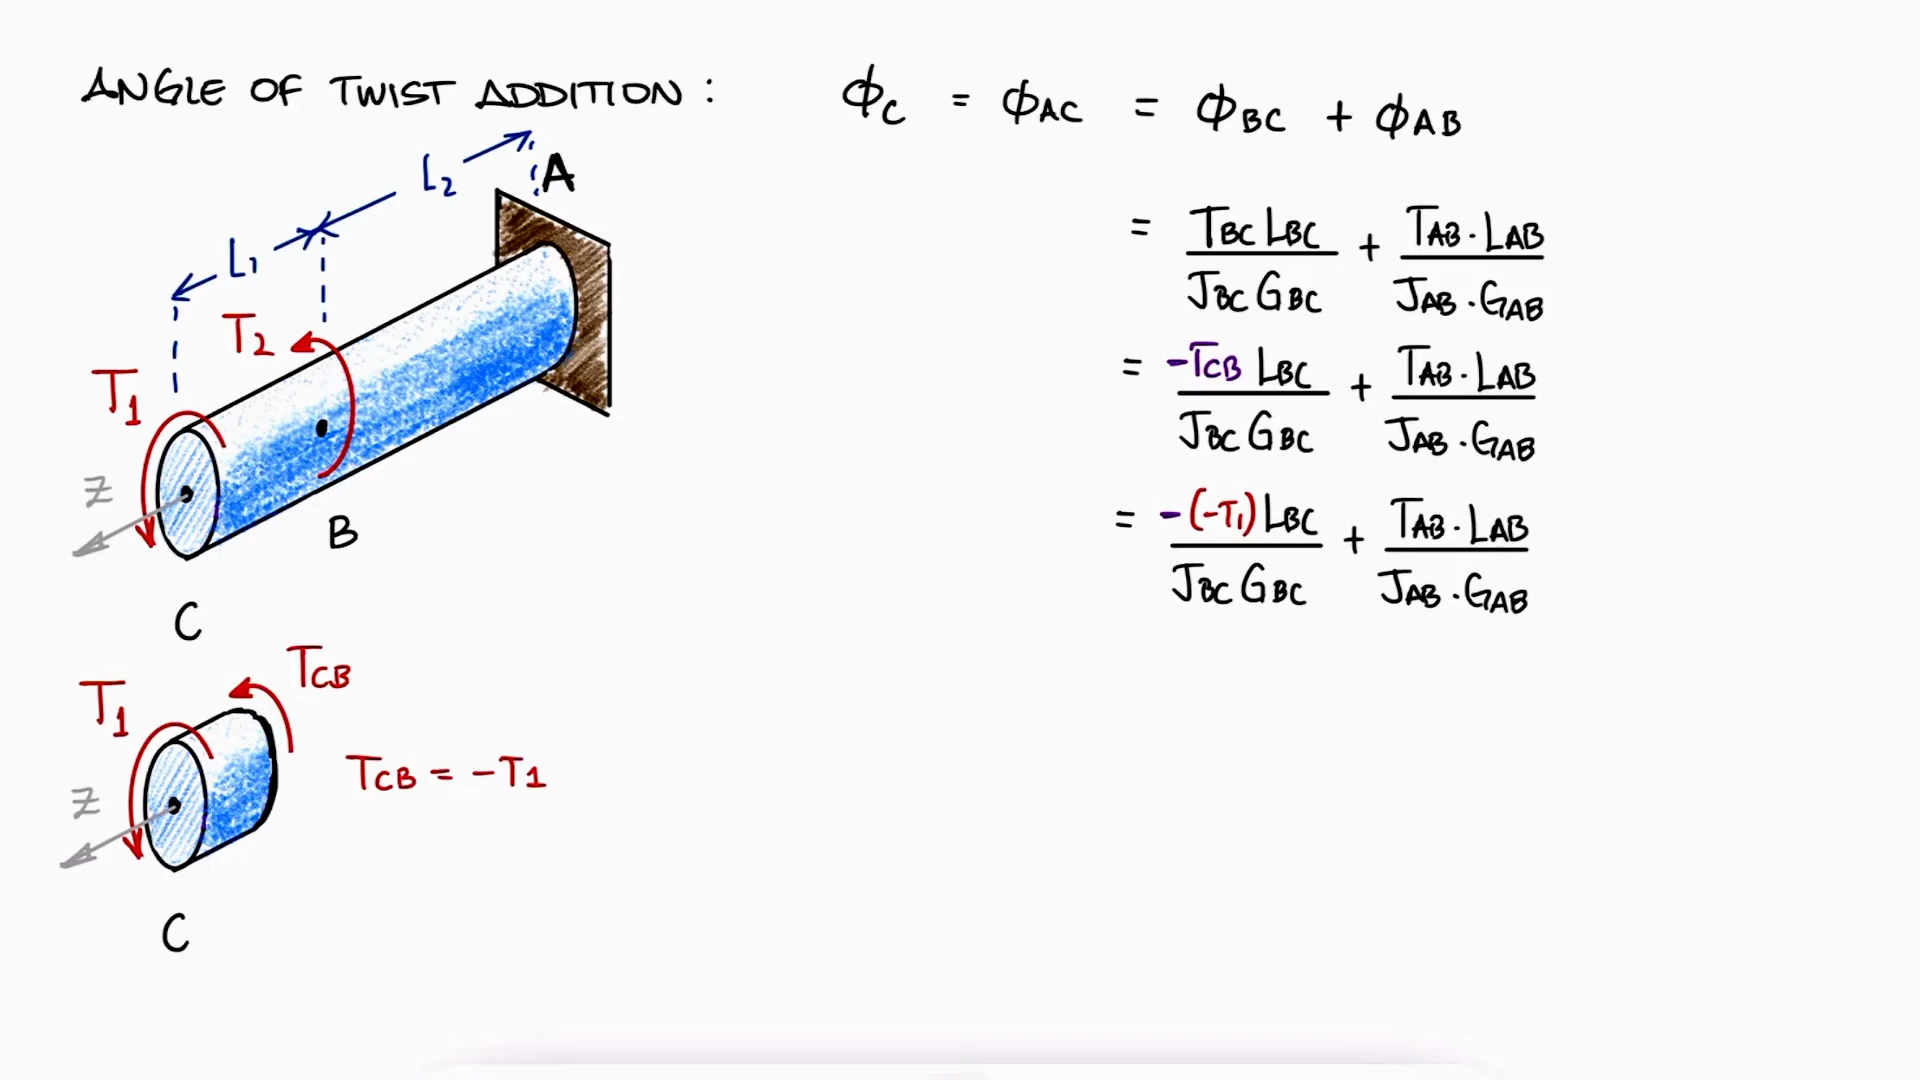 ANGLE OF TWIST ADDITION : ϕC = ϕAC = ϕBC + ϕAB
L2
A
L1
T2
T1
z
B
C
= TBC LBC / JBC GBC + TAB · LAB / JAB · GAB
= -TCB LBC / JBC GBC + TAB · LAB / JAB · GAB
= -(-T1) LBC / JBC GBC + TAB · LAB / JAB · GAB
TCB
T1
TCB = -T1
z
C